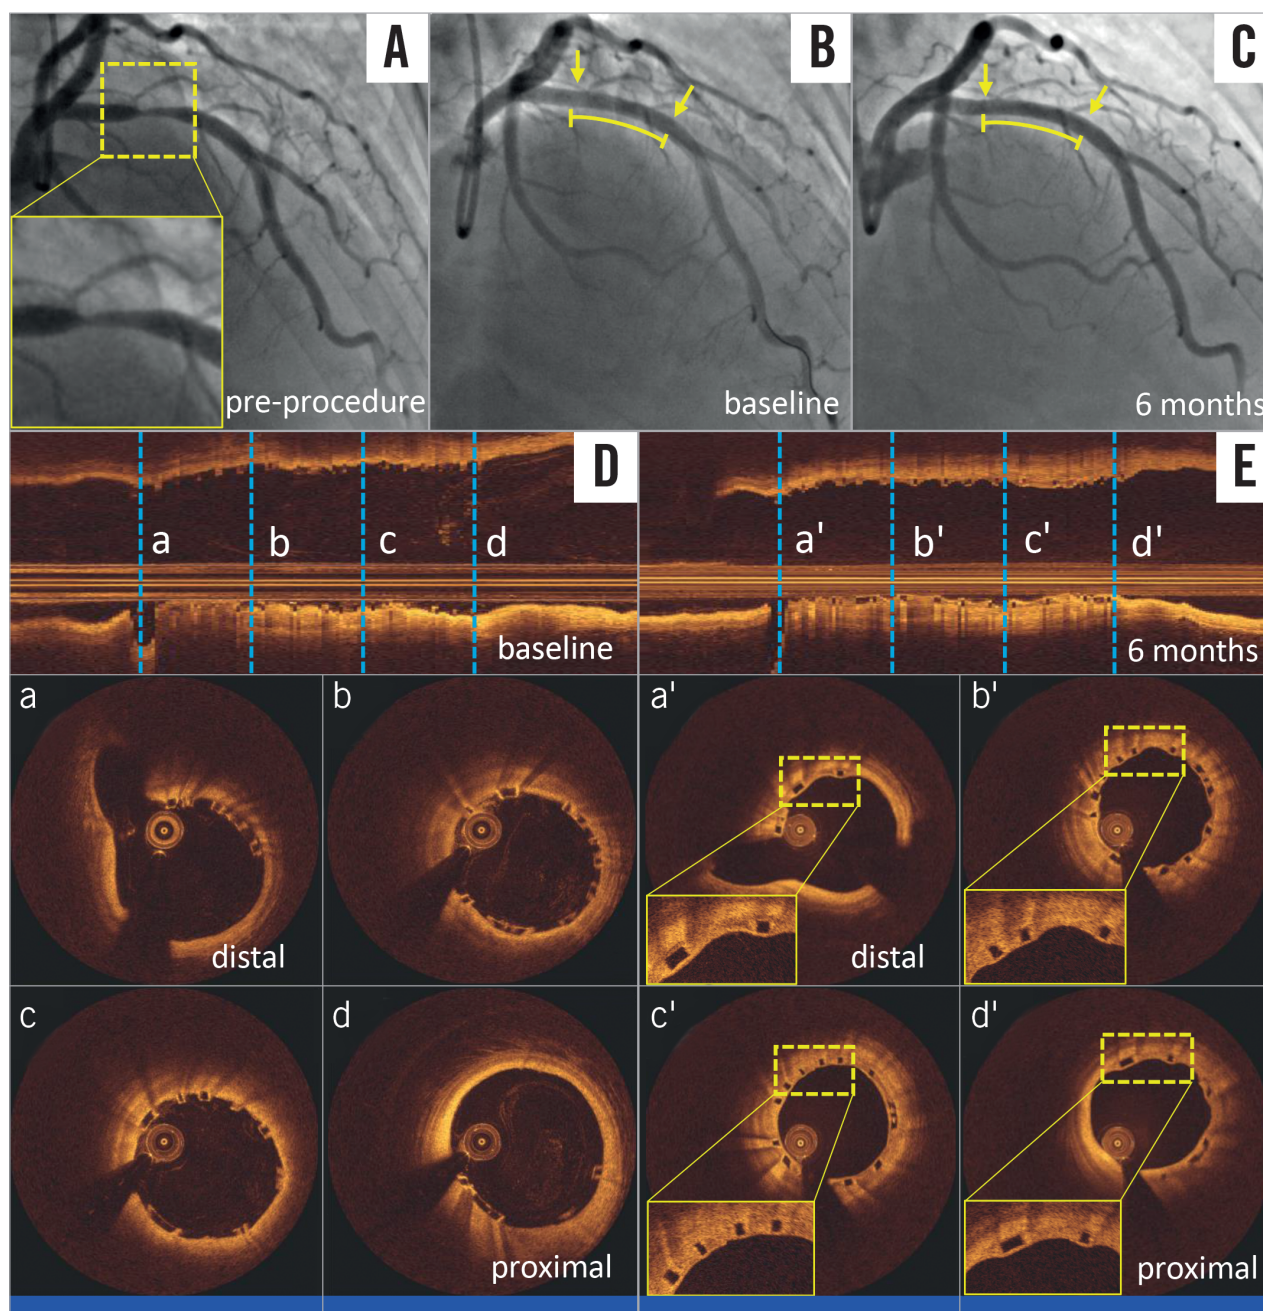 A
B
C
pre-procedure
baseline
6 months
D
E
a
b
c
d
a'
b'
c'
d'
baseline
6 months
a
b
a'
b'
distal
distal
c
d
c'
d'
proximal
proximal